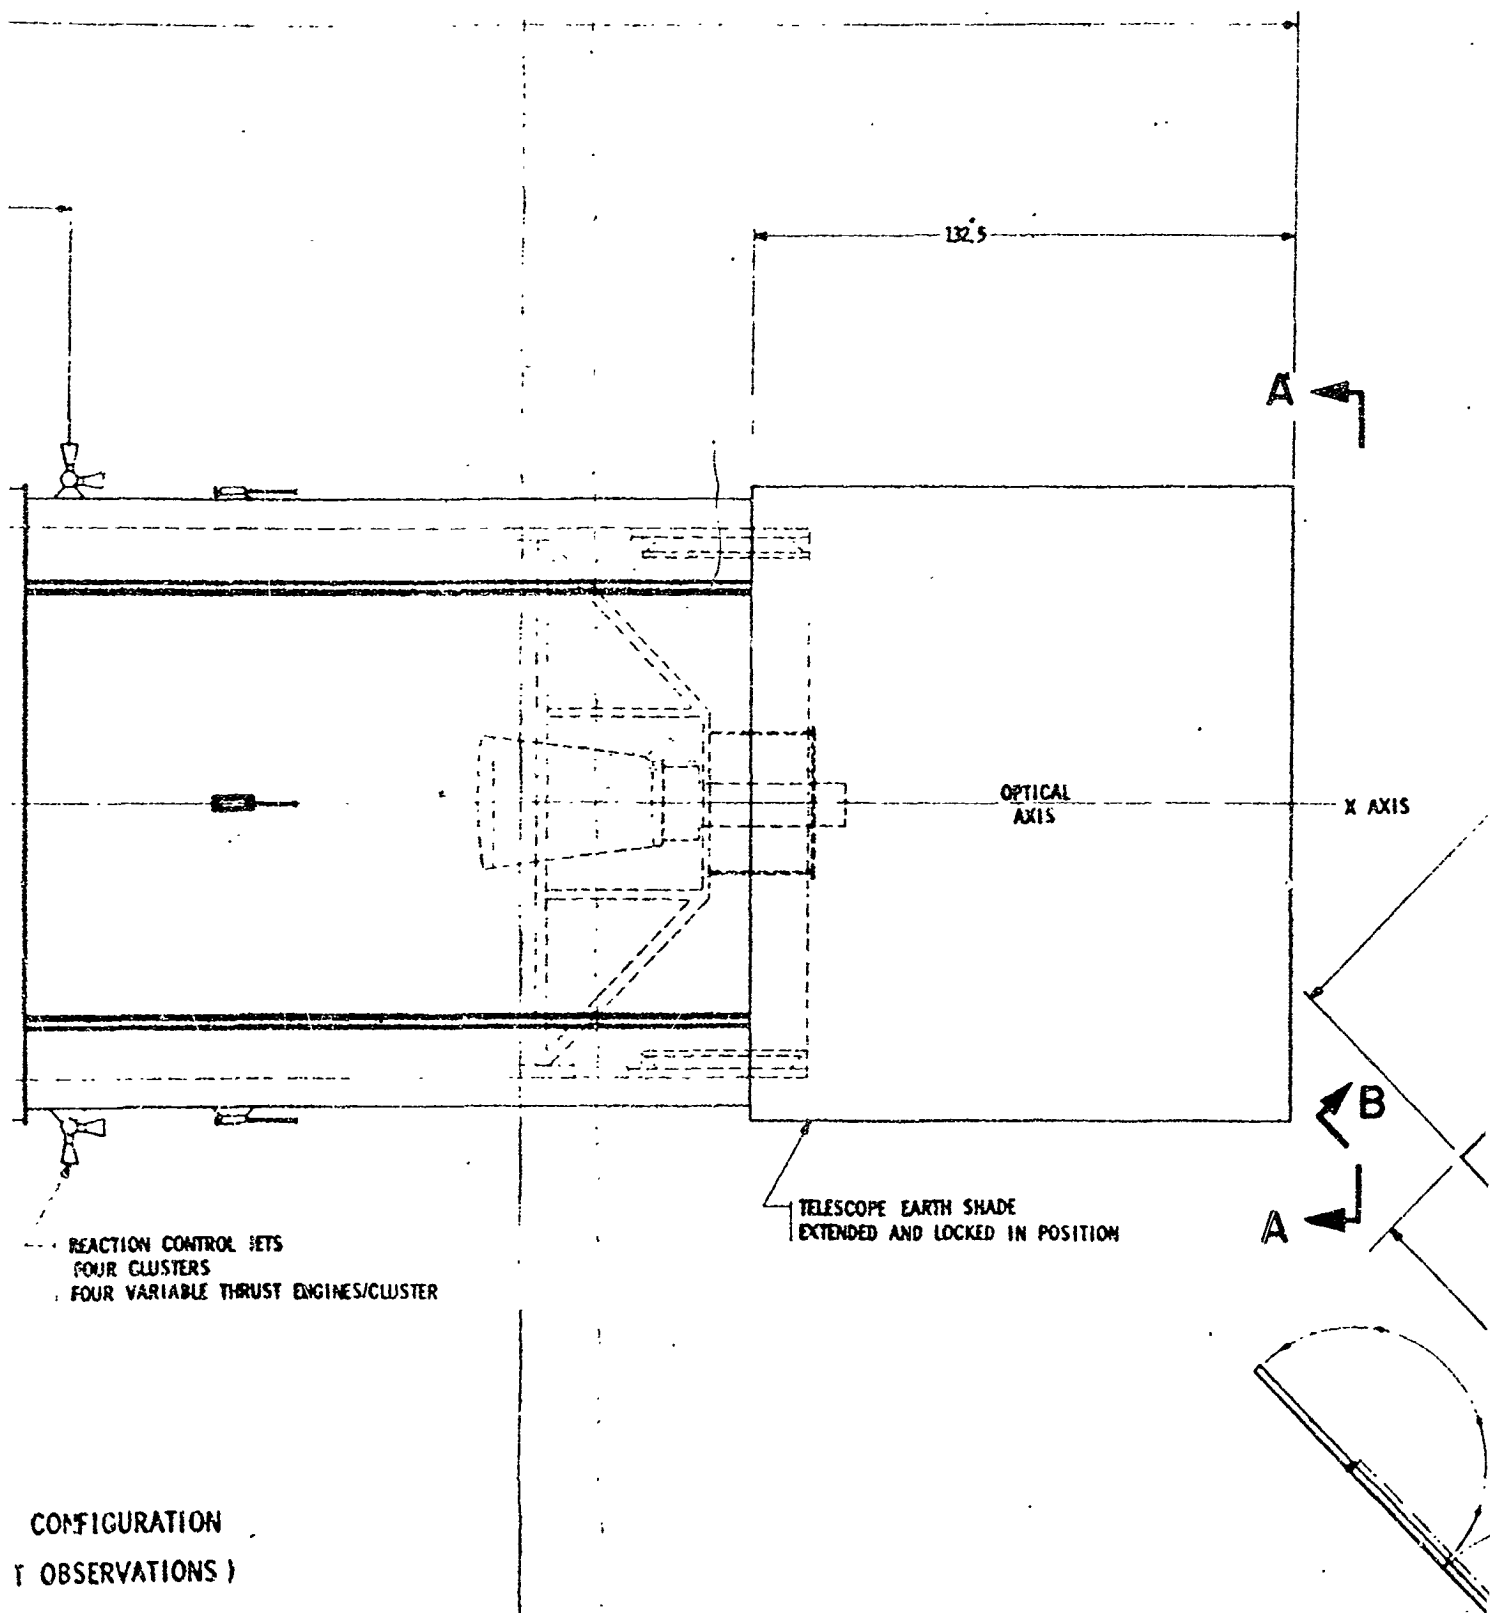 132.5
A
OPTICAL
AXIS
X AXIS
B
TELESCOPE EARTH SHADE
EXTENDED AND LOCKED IN POSITION
A
REACTION CONTROL JETS
FOUR CLUSTERS
FOUR VARIABLE THRUST ENGINES/CLUSTER
CONFIGURATION
T OBSERVATIONS)